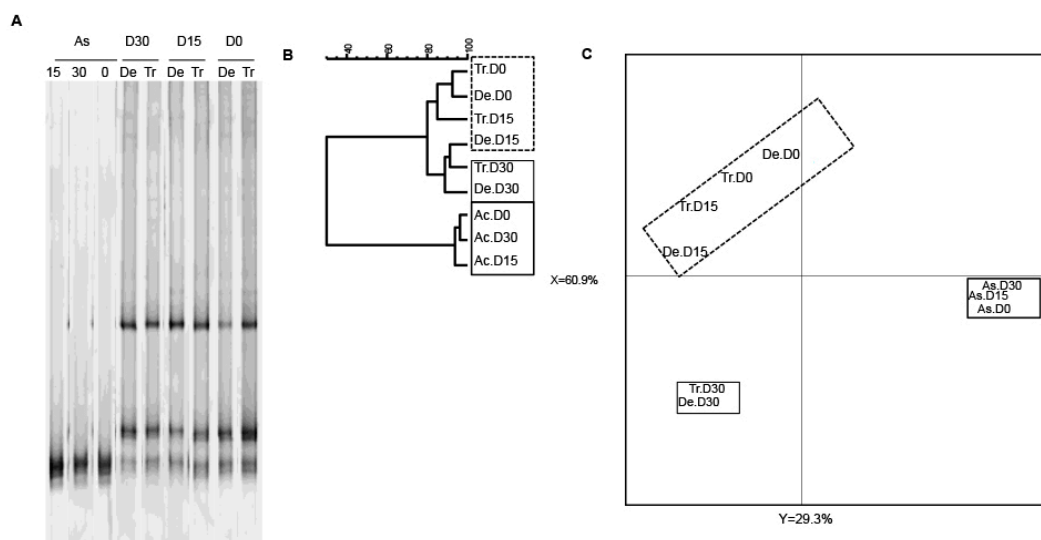 A
As D30 D15 D0
15 30 0 De Tr De Tr De Tr
B
40 60 80 100
Tr.D0
De.D0
Tr.D15
De.D15
Tr.D30
De.D30
Ac.D0
Ac.D30
Ac.D15
C
De.D0
Tr.D0
Tr.D15
De.D15
X=60.9%
As.D30
As.D15
As.D0
Tr.D30
De.D30
Y=29.3%